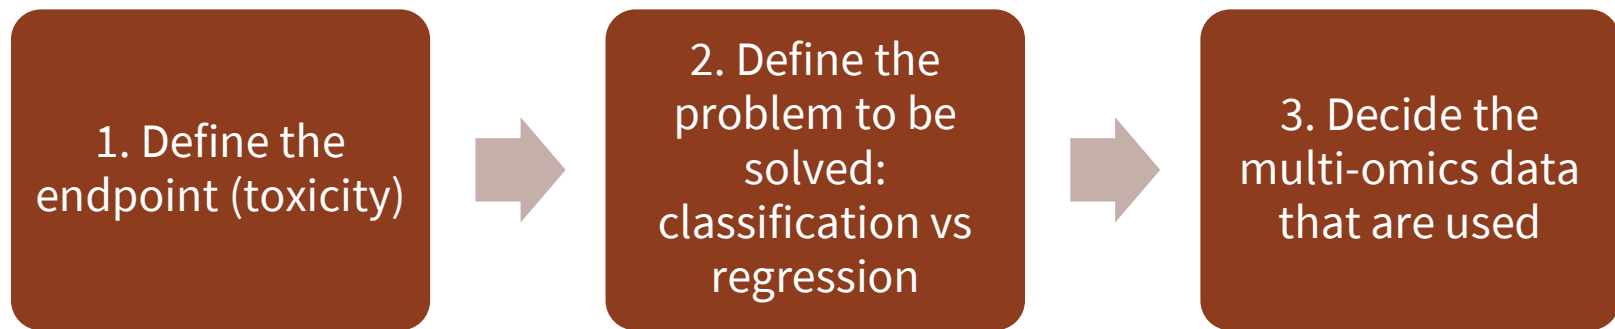 1. Define the
endpoint (toxicity)
2. Define the
problem to be
solved:
classification vs
regression
3. Decide the
multi-omics data
that are used